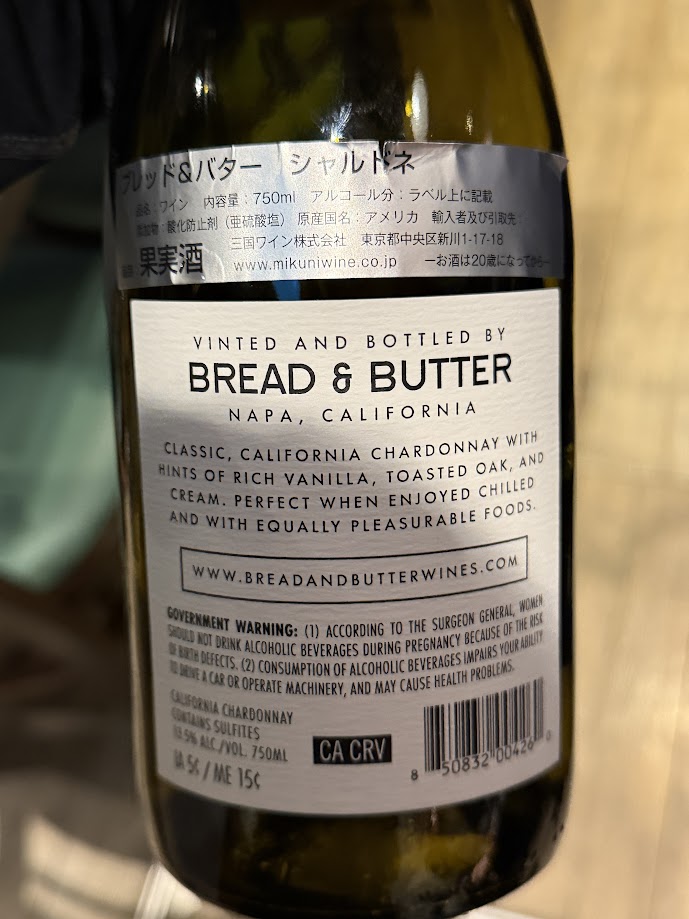 ブレッド&バター シャルドネ
品名：ワイン 内容量：750ml アルコール分：ラベル上に記載
添加物：酸化防止剤（亜硫酸塩） 原産国名：アメリカ 輸入者及び引取先：
三国ワイン株式会社 東京都中央区新川1-17-18
果実酒 www.mikuniwine.co.jp ーお酒は20歳になってからー
VINTED AND BOTTLED BY
BREAD & BUTTER
NAPA, CALIFORNIA
CLASSIC, CALIFORNIA CHARDONNAY WITH
HINTS OF RICH VANILLA, TOASTED OAK, AND
CREAM. PERFECT WHEN ENJOYED CHILLED
AND WITH EQUALLY PLEASURABLE FOODS.
WWW.BREADANDBUTTERWINES.COM
GOVERNMENT WARNING: (1) ACCORDING TO THE SURGEON GENERAL, WOMEN
SHOULD NOT DRINK ALCOHOLIC BEVERAGES DURING PREGNANCY BECAUSE OF THE RISK
OF BIRTH DEFECTS. (2) CONSUMPTION OF ALCOHOLIC BEVERAGES IMPAIRS YOUR ABILITY
TO DRIVE A CAR OR OPERATE MACHINERY, AND MAY CAUSE HEALTH PROBLEMS.
CALIFORNIA CHARDONNAY
CONTAINS SULFITES
13.5% ALC./VOL. 750ML
IA 5¢ / ME 15¢
CA CRV
8 50832 00426 0